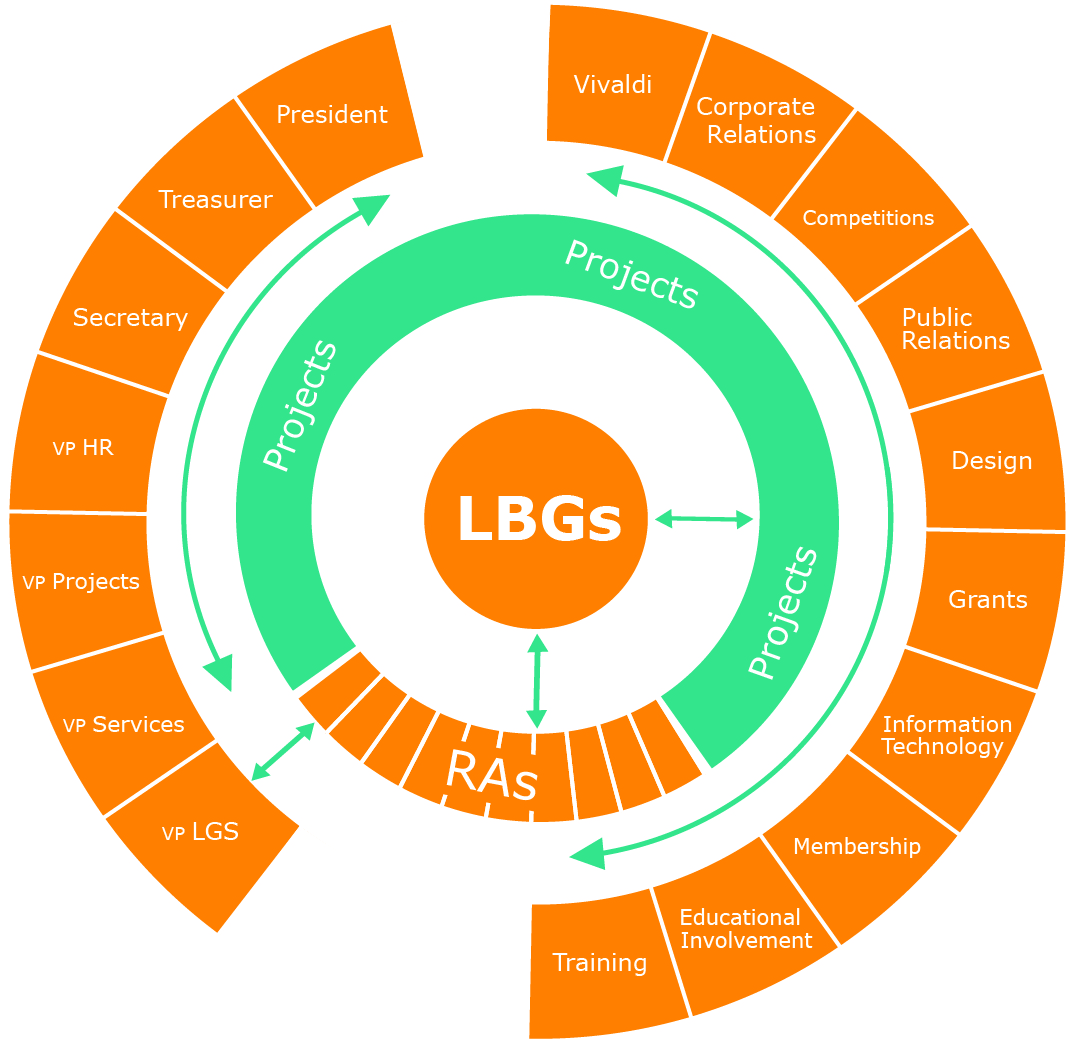 President
Treasurer
Secretary
VP HR
VP Projects
VP Services
VP LGS
Vivaldi
Corporate
Relations
Competitions
Public
Relations
Design
Grants
Information
Technology
Membership
Educational
Involvement
Training
Projects
Projects
Projects
LBGs
RAs